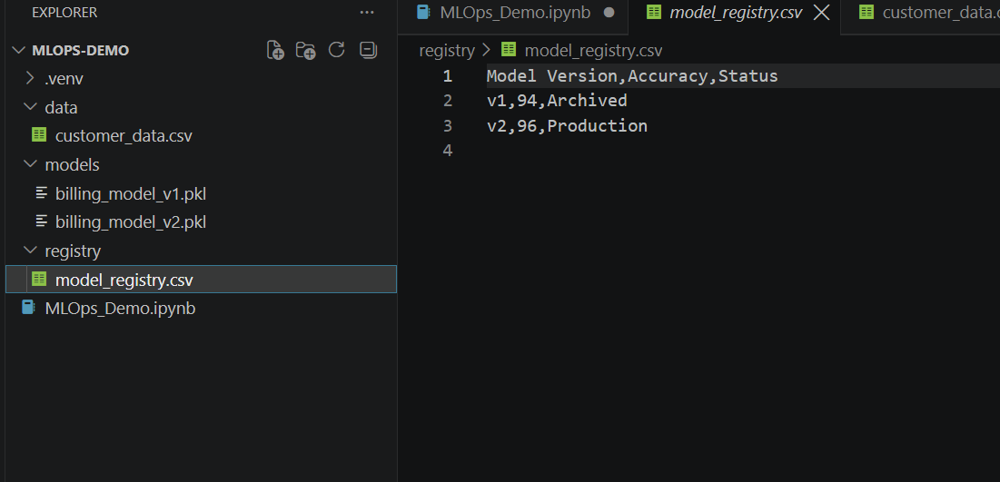 EXPLORER
MLOPS-DEMO
.venv
data
customer_data.csv
models
billing_model_v1.pkl
billing_model_v2.pkl
registry
model_registry.csv
MLOps_Demo.ipynb
MLOps_Demo.ipynb model_registry.csv customer_data.c
registry > model_registry.csv
1 Model Version,Accuracy,Status
2 v1,94,Archived
3 v2,96,Production
4